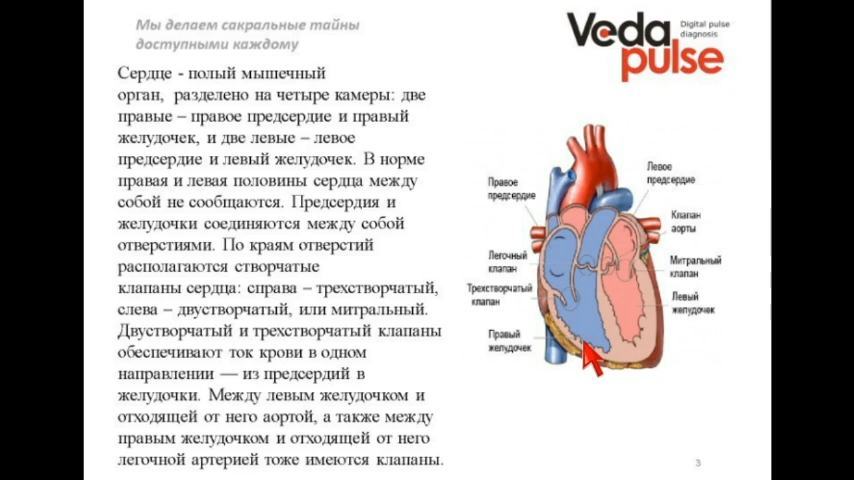 Мы делаем сакральные тайны
доступными каждому
Veda
pulse
Digital pulse
diagnosis
Сердце - полый мышечный
орган, разделено на четыре камеры: две
правые – правое предсердие и правый
желудочек, и две левые – левое
предсердие и левый желудочек. В норме
правая и левая половины сердца между
собой не сообщаются. Предсердия и
желудочки соединяются между собой
отверстиями. По краям отверстий
располагаются створчатые
клапаны сердца: справа – трехстворчатый,
слева – двустворчатый, или митральный.
Двустворчатый и трехстворчатый клапаны
обеспечивают ток крови в одном
направлении — из предсердий в
желудочки. Между левым желудочком и
отходящей от него аортой, а также между
правым желудочком и отходящей от него
легочной артерией тоже имеются клапаны.
Правое
предсердие
Легочный
клапан
Трехстворчатый
клапан
Правый
желудочек
Левое
предсердие
Клапан
аорты
Митральный
клапан
Левый
желудочек
3